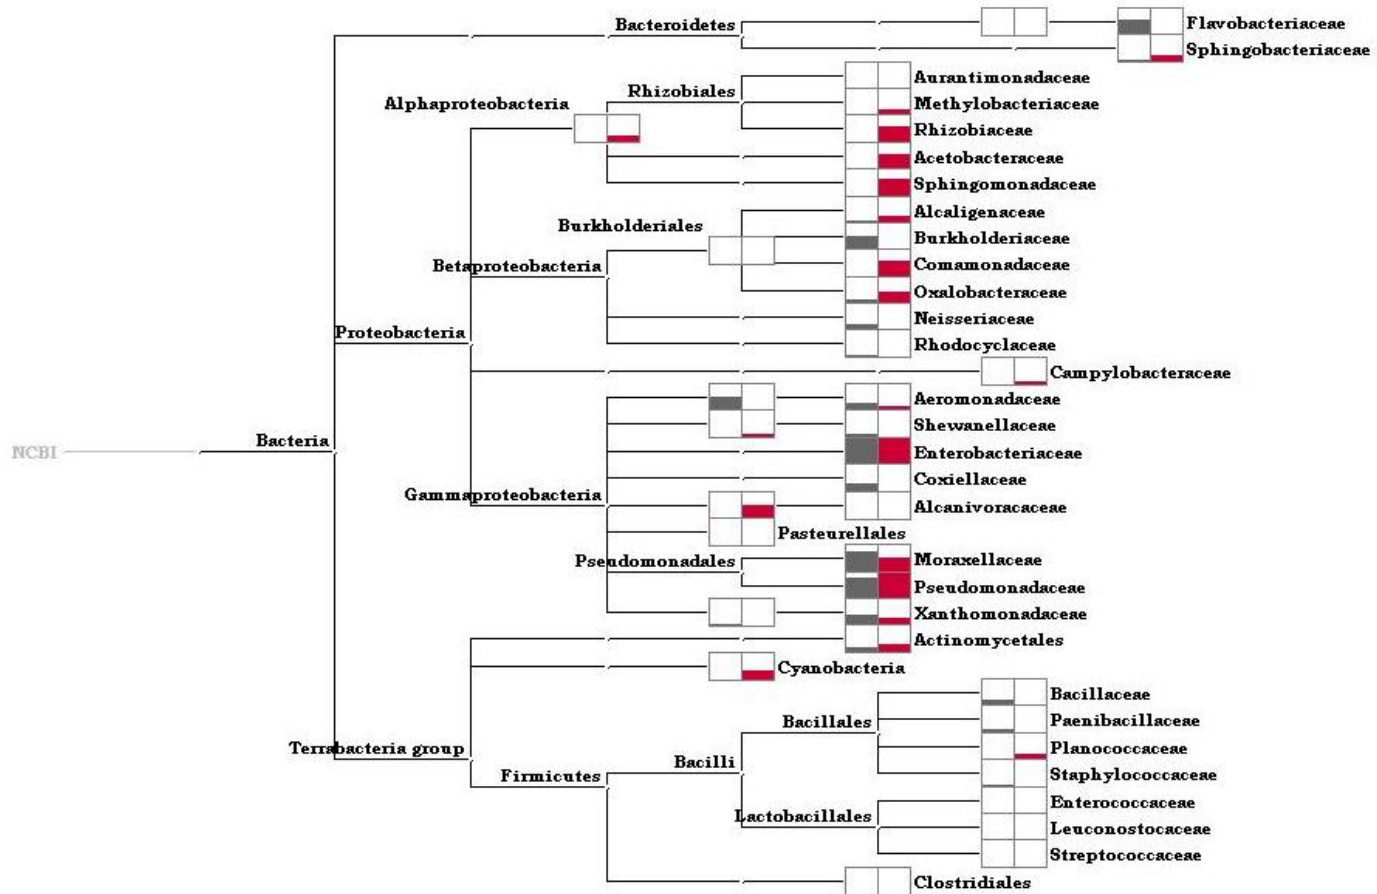 Bacteroidetes
Flavobacteriaceae
Sphingobacteriaceae
Aurantimonadaceae
Rhizobiales
Alphaproteobacteria
Methylobacteriaceae
Rhizobiaceae
Acetobacteraceae
Sphingomonadaceae
Alcaligenaceae
Burkholderiales
Burkholderiaceae
Betaproteobacteria
Comamonadaceae
Oxalobacteraceae
Neisseriaceae
Proteobacteria
Rhodocyclaceae
Campylobacteraceae
Aeromonadaceae
Shewanellaceae
Bacteria
NCBI
Enterobacteriaceae
Coxiellaceae
Gammaproteobacteria
Alcanivoracaceae
Pasteurellales
Pseudomonadales
Moraxellaceae
Pseudomonadaceae
Xanthomonadaceae
Actinomycetales
Cyanobacteria
Bacillaceae
Bacillales
Paenibacillaceae
Terrabacteria group
Planococcaceae
Bacilli
Firmicutes
Staphylococcaceae
Enterococcaceae
Lactobacillales
Leuconostocaceae
Streptococcaceae
Clostridiales